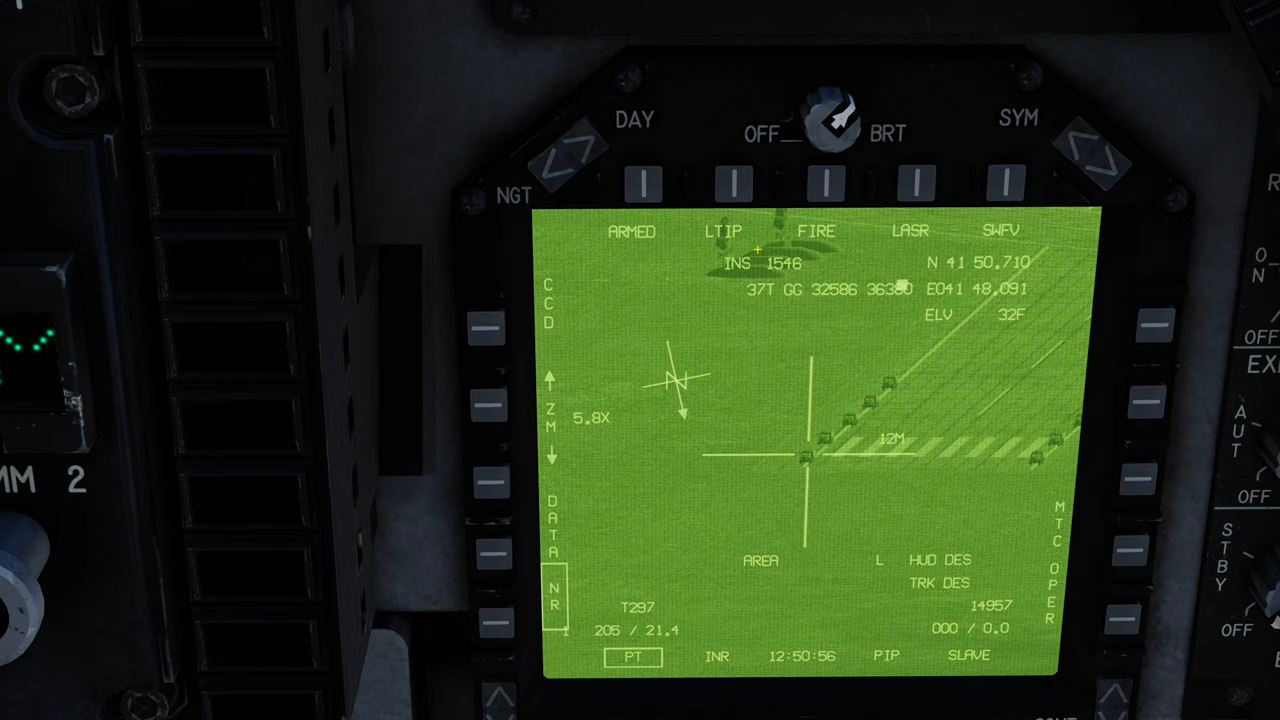 DAY
OFF
BRT
SYM
NGT
ARMED LTIP FIRE LASR SWFV
INS 1546 N 41 50.710
37T GG 32586 36380 E041 48.091
ELV 32F
CCD
N
ZM 5.8X
12M
DATA
MTC
AREA L HUD DES
TRK DES
NR
OPER
T297 14957
1 205 / 21.4 000 / 0.0
PT INR 12:50:56 PIP SLAVE
MM 2
ON
OFF
AUT
OFF
STBY
OFF